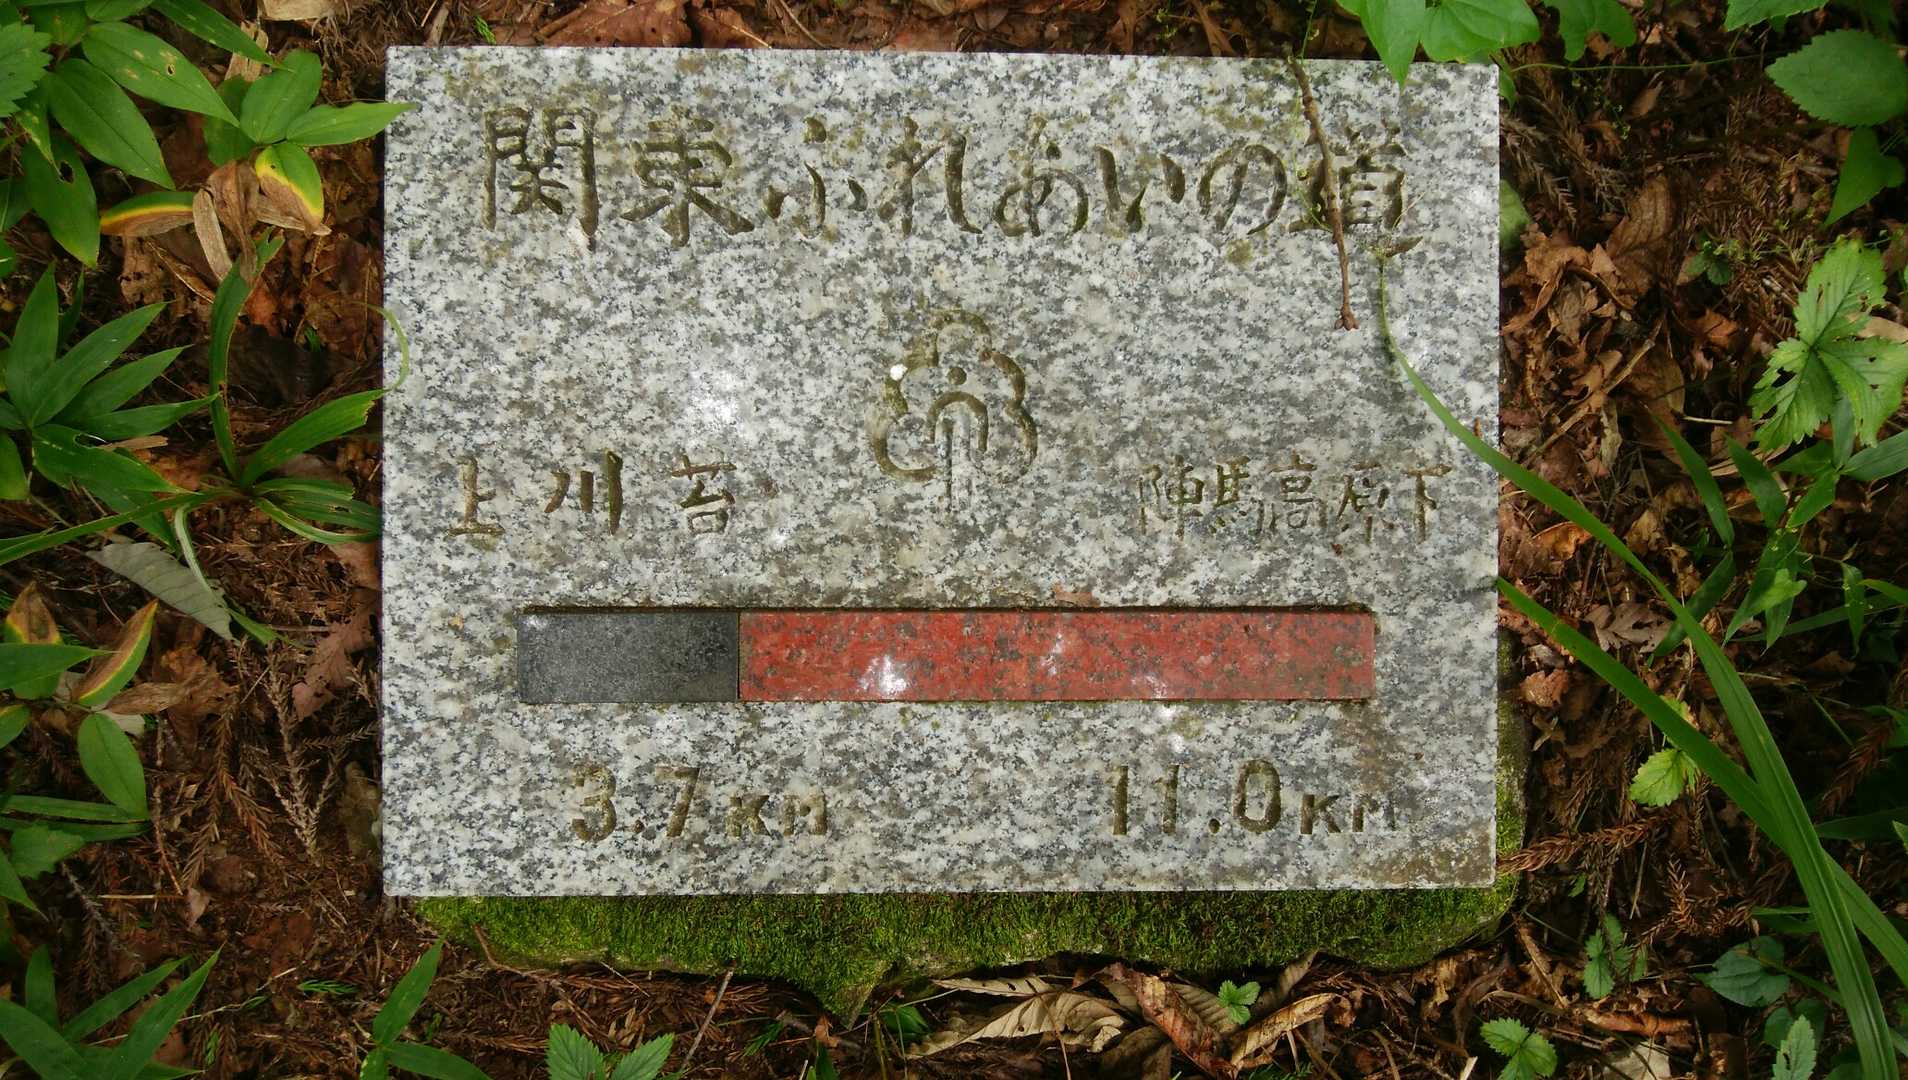 関東ふれあいの道
上川苔 陣馬高原下
3.7KM 11.0KM